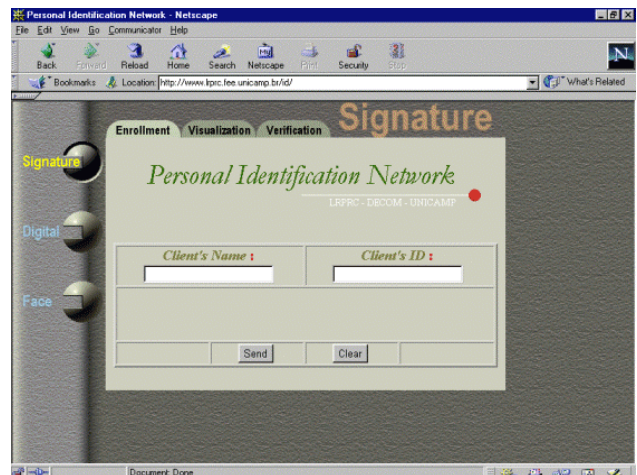 Personal Identification Network - Netscape
File Edit View Go Communicator Help
Back Forward Reload Home Search Netscape Print Security Stop
N
Bookmarks Location: http://www.lrprc.fee.unicamp.br/id/ What's Related
Signature
Enrollment Visualization Verification
Signature
Personal Identification Network
LRPRC - DECOM - UNICAMP
Digital
Client's Name : Client's ID :
Face
Send Clear
Document: Done